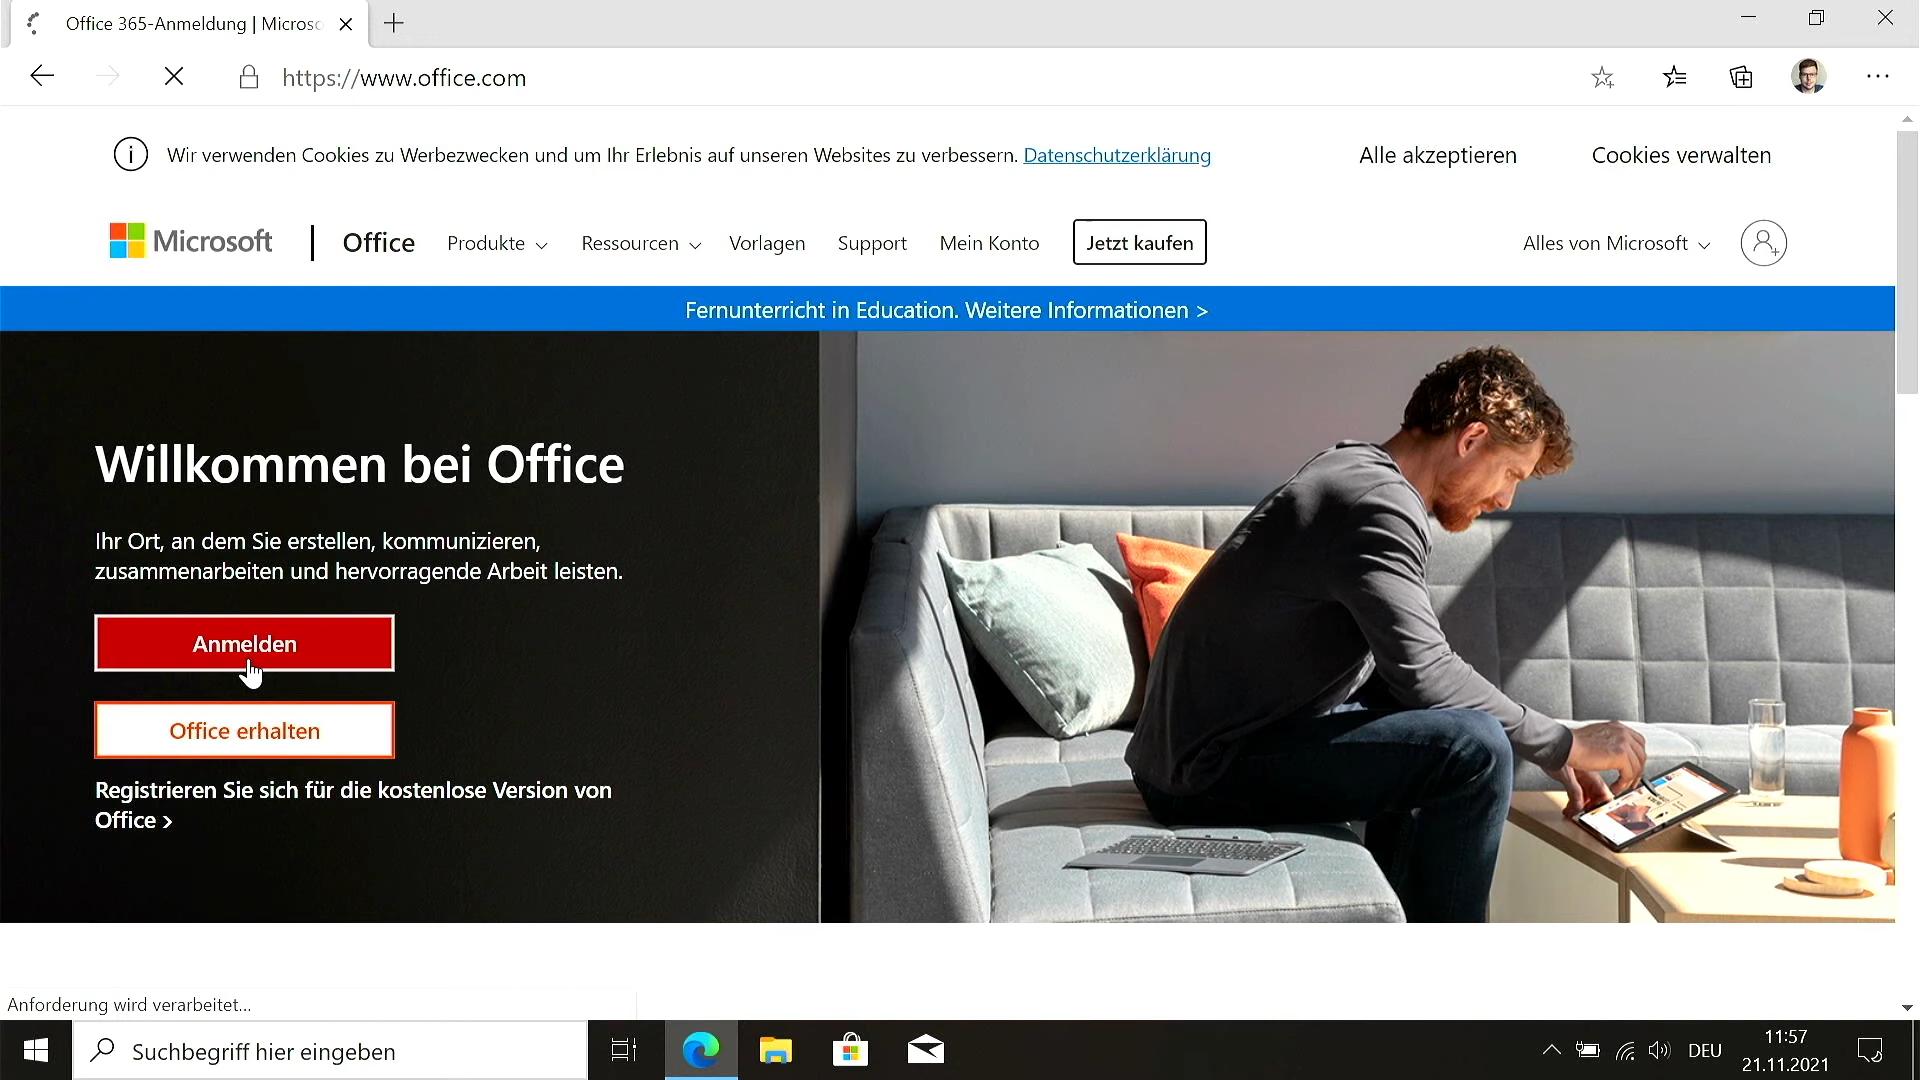 Office 365-Anmeldung | Microso
https://www.office.com
Wir verwenden Cookies zu Werbezwecken und um Ihr Erlebnis auf unseren Websites zu verbessern. Datenschutzerklärung
Alle akzeptieren
Cookies verwalten
Microsoft
Office
Produkte
Ressourcen
Vorlagen
Support
Mein Konto
Jetzt kaufen
Alles von Microsoft
Fernunterricht in Education. Weitere Informationen >
Willkommen bei Office
Ihr Ort, an dem Sie erstellen, kommunizieren,
zusammenarbeiten und hervorragende Arbeit leisten.
Anmelden
Office erhalten
Registrieren Sie sich für die kostenlose Version von
Office >
Anforderung wird verarbeitet...
Suchbegriff hier eingeben
DEU
11:57
21.11.2021